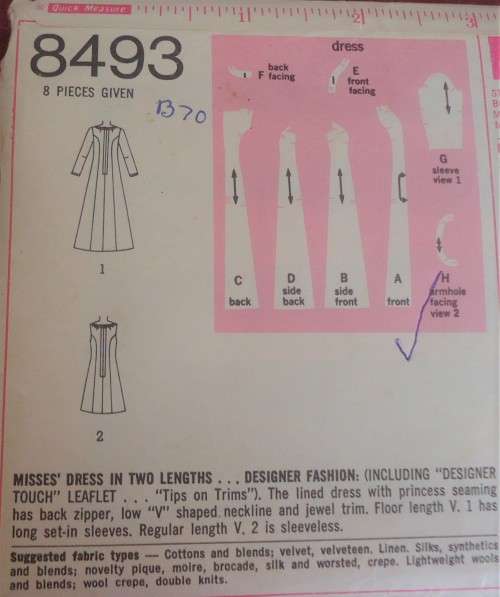 Quick Measure 1 2 3
8493
8 PIECES GIVEN
B70
dress
back
F facing
E
front
facing
G
sleeve
view 1
C
back
D
side
back
B
side
front
A
front
H
armhole
facing
view 2
1
2
MISSES' DRESS IN TWO LENGTHS . . . DESIGNER FASHION: (INCLUDING "DESIGNER
TOUCH" LEAFLET . . . "Tips on Trims"). The lined dress with princess seaming
has back zipper, low "V" shaped neckline and jewel trim. Floor length V. 1 has
long set-in sleeves. Regular length V. 2 is sleeveless.
Suggested fabric types — Cottons and blends; velvet, velveteen, Linen. Silks, synthetics
and blends; novelty pique, moire, brocade, silk and worsted, crepe. Lightweight wools
and blends; wool crepe, double knits.